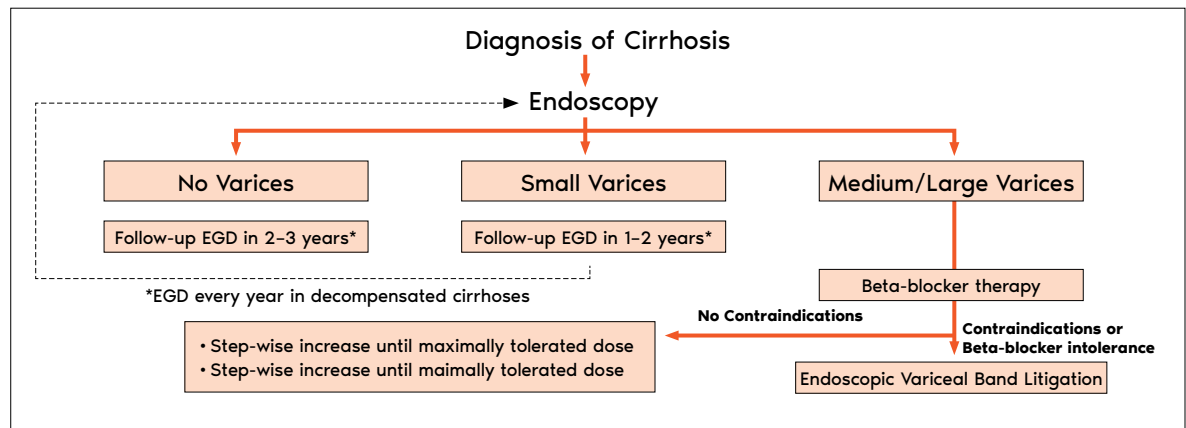 Diagnosis of Cirrhosis
Endoscopy
No Varices
Small Varices
Medium/Large Varices
Follow-up EGD in 2–3 years*
Follow-up EGD in 1–2 years*
*EGD every year in decompensated cirrhoses
Beta-blocker therapy
No Contraindications
Contraindications or
Beta-blocker intolerance
• Step-wise increase until maximally tolerated dose
• Step-wise increase until maimally tolerated dose
Endoscopic Variceal Band Litigation